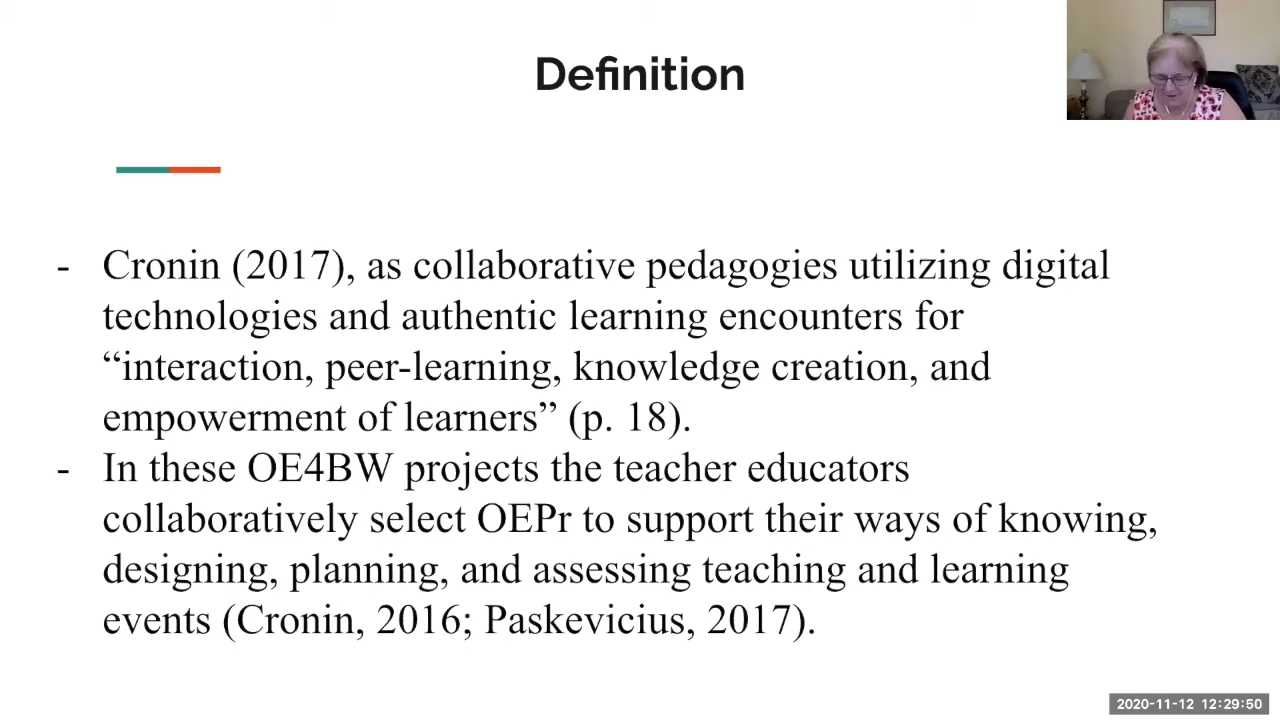 Definition
- Cronin (2017), as collaborative pedagogies utilizing digital
technologies and authentic learning encounters for
“interaction, peer-learning, knowledge creation, and
empowerment of learners” (p. 18).
- In these OE4BW projects the teacher educators
collaboratively select OEPr to support their ways of knowing,
designing, planning, and assessing teaching and learning
events (Cronin, 2016; Paskevicius, 2017).
2020-11-12 12:29:50